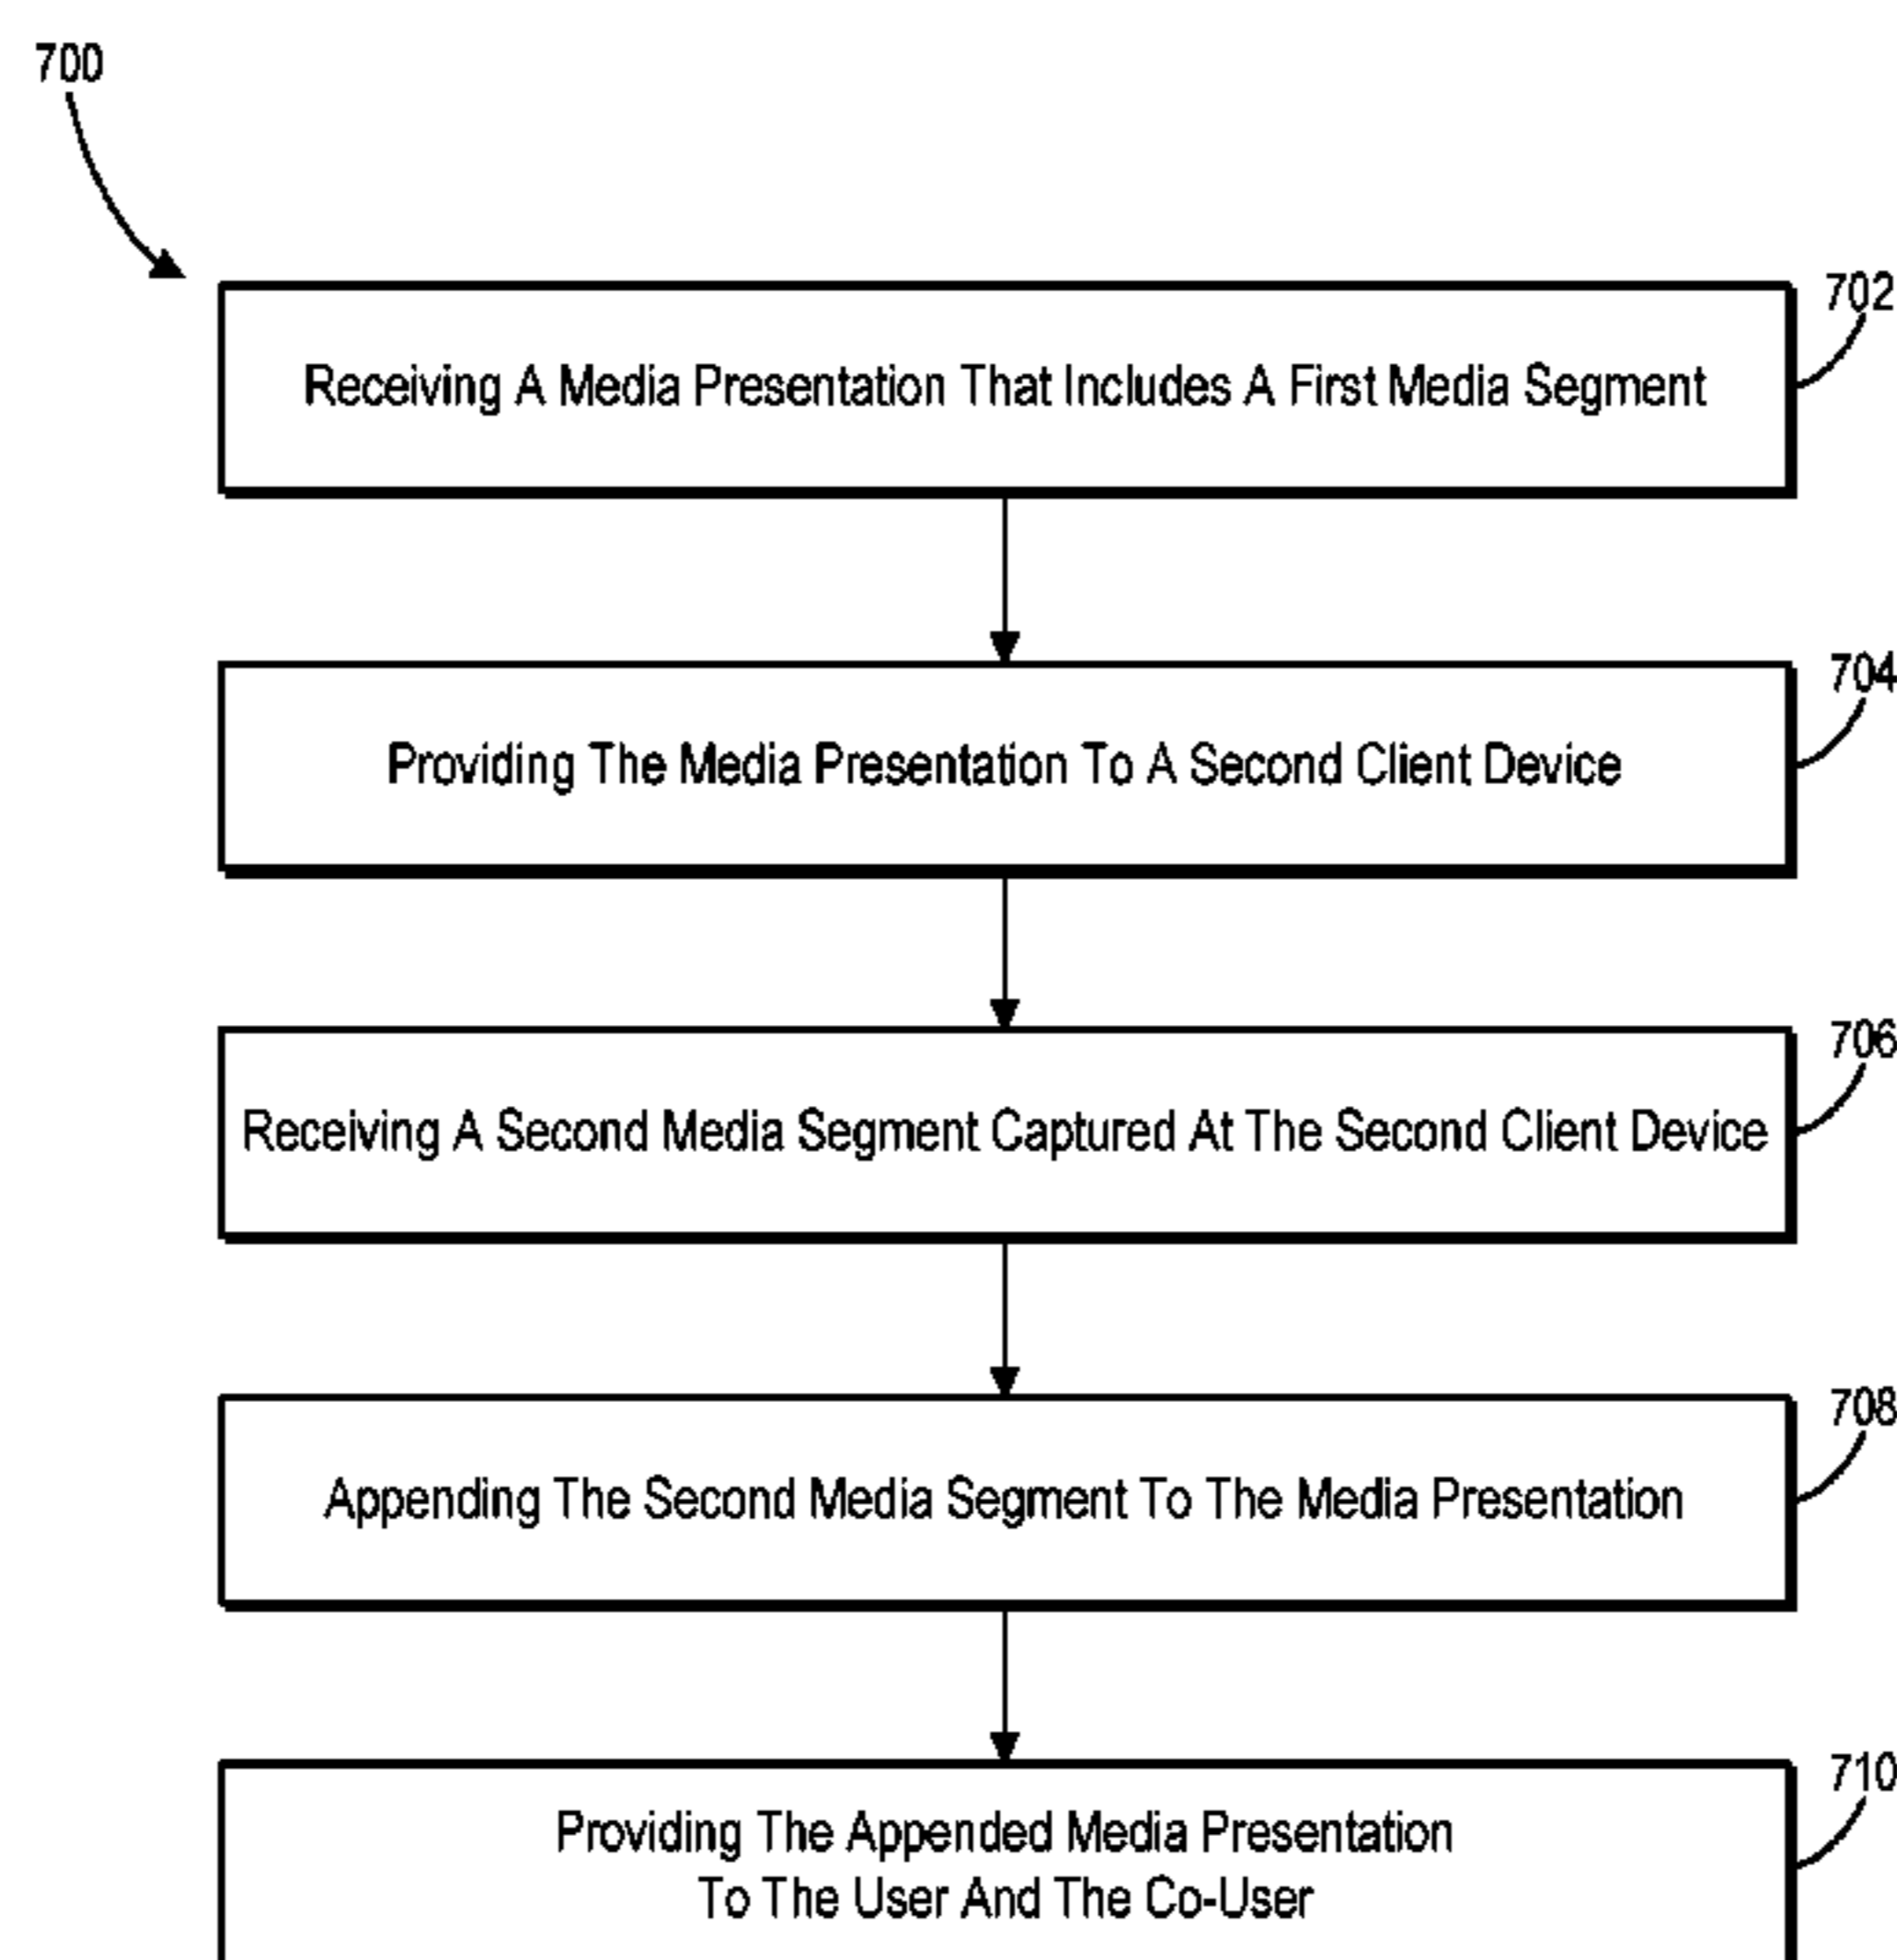 700
702
Receiving A Media Presentation That Includes A First Media Segment
704
Providing The Media Presentation To A Second Client Device
706
Receiving A Second Media Segment Captured At The Second Client Device
708
Appending The Second Media Segment To The Media Presentation
710
Providing The Appended Media Presentation
To The User And The Co-User